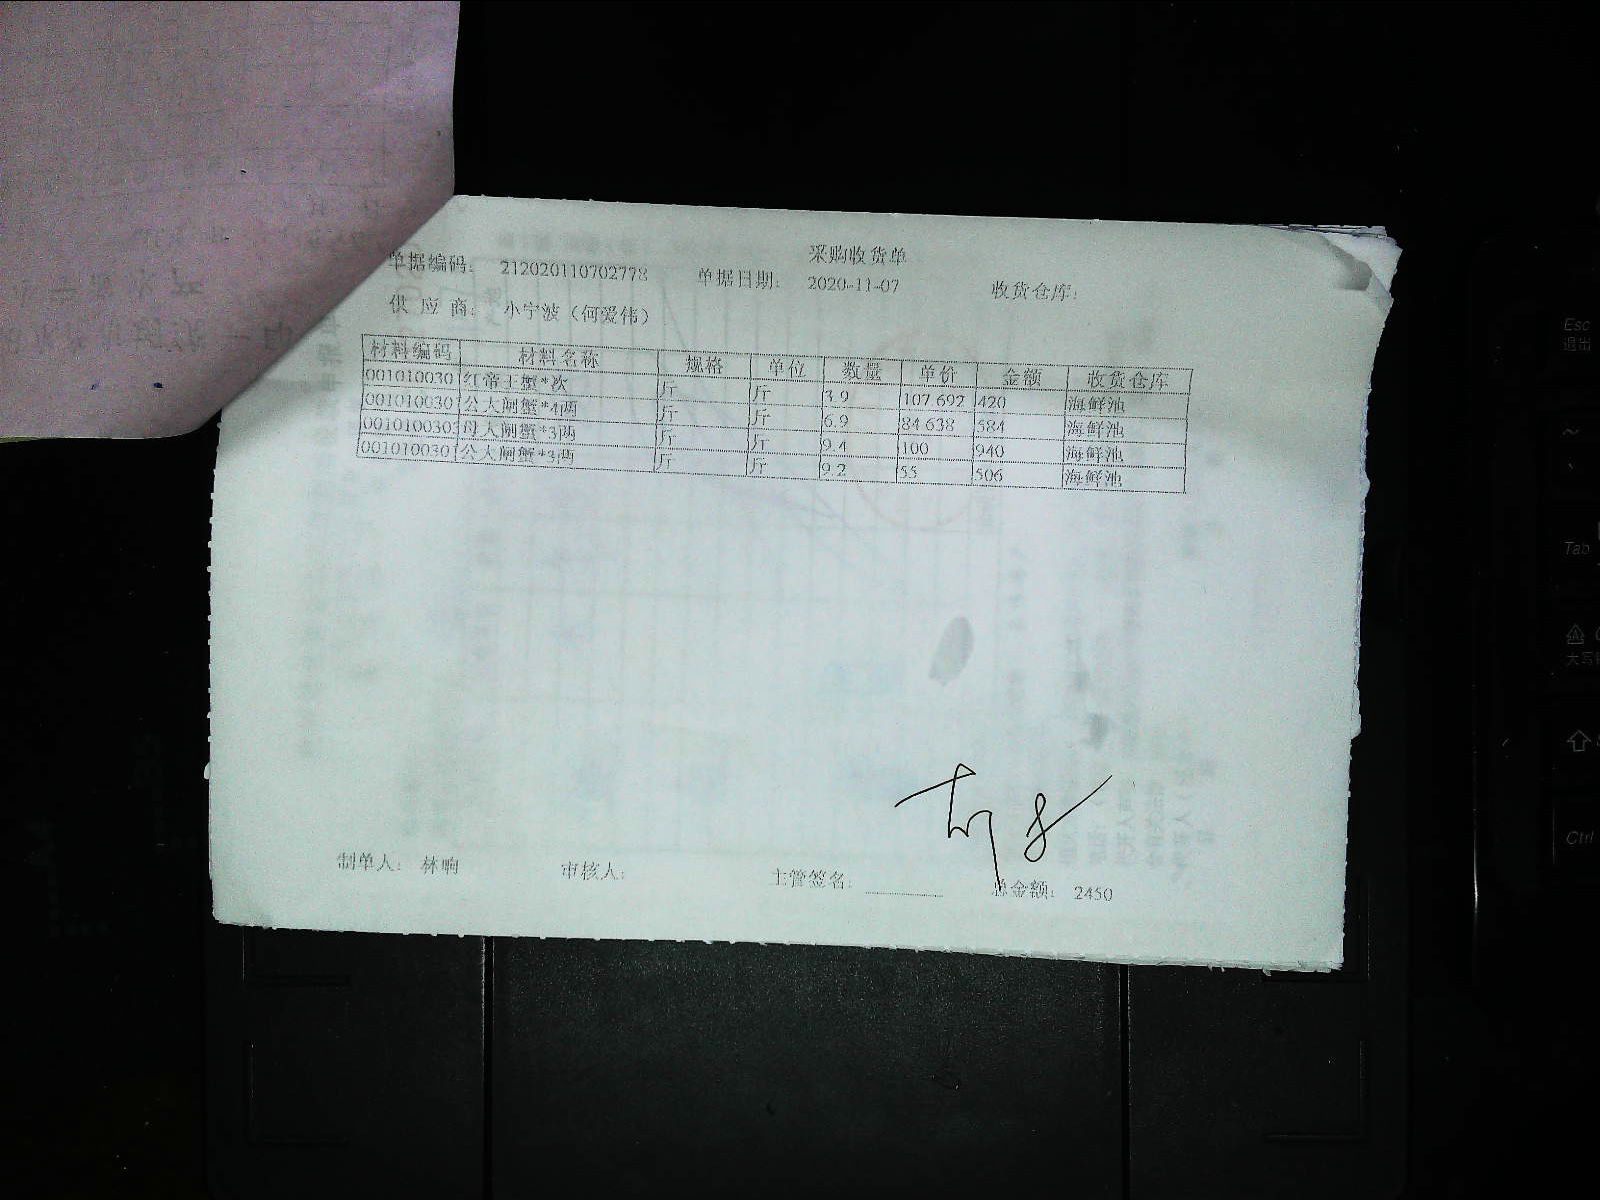 采购收货单
单据编码: 212020110702778 单据日期: 2020-11-07 收货仓库:
供 应 商: 小宁波（何爱伟）
材料编码 材料名称 规格 单位 数量 单价 金额 收货仓库
001010030 红帝王蟹*次 斤 斤 3.9 107.692 420 海鲜池
001010030 公大闸蟹*4两 斤 斤 6.9 84.638 584 海鲜池
001010030 母大闸蟹*3两 斤 斤 9.4 100 940 海鲜池
001010030 公大闸蟹*3两 斤 斤 9.2 55 506 海鲜池
制单人: 林响 审核人: 主管签名: 总金额: 2450
Esc
退出
Tab
Ctrl